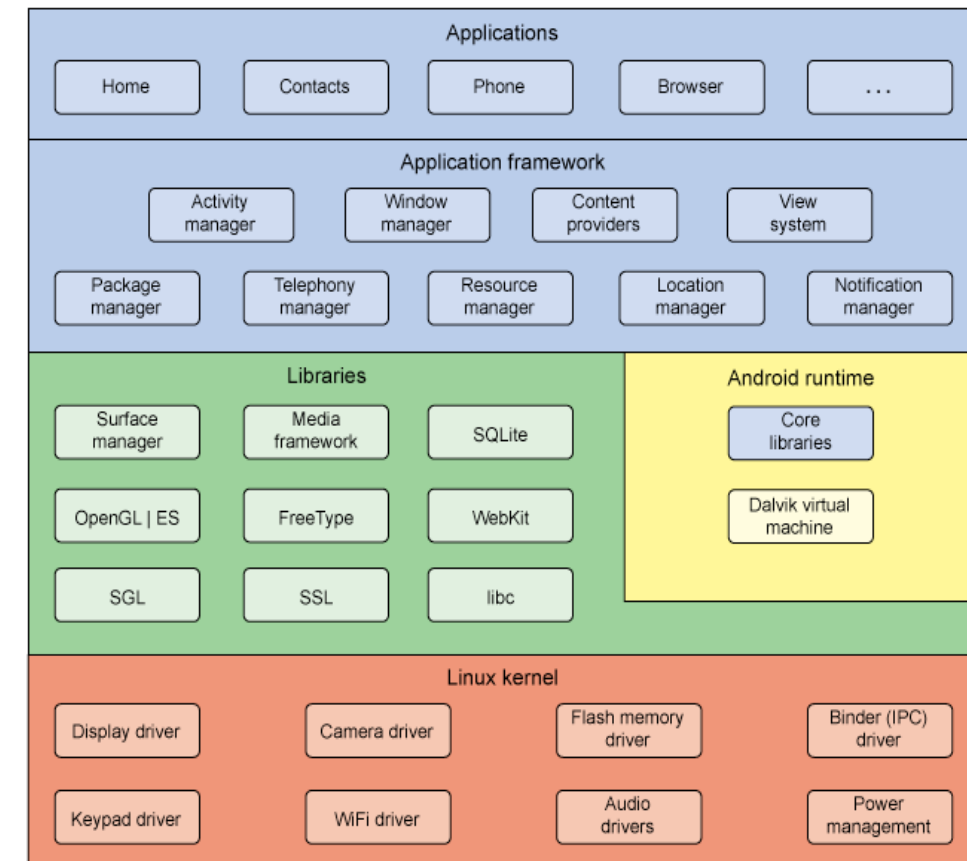 Applications
Home
Contacts
Phone
Browser
...
Application framework
Activity
manager
Window
manager
Content
providers
View
system
Package
manager
Telephony
manager
Resource
manager
Location
manager
Notification
manager
Libraries
Surface
manager
Media
framework
SQLite
OpenGL | ES
FreeType
WebKit
SGL
SSL
libc
Android runtime
Core
libraries
Dalvik virtual
machine
Linux kernel
Display driver
Camera driver
Flash memory
driver
Binder (IPC)
driver
Keypad driver
WiFi driver
Audio
drivers
Power
management